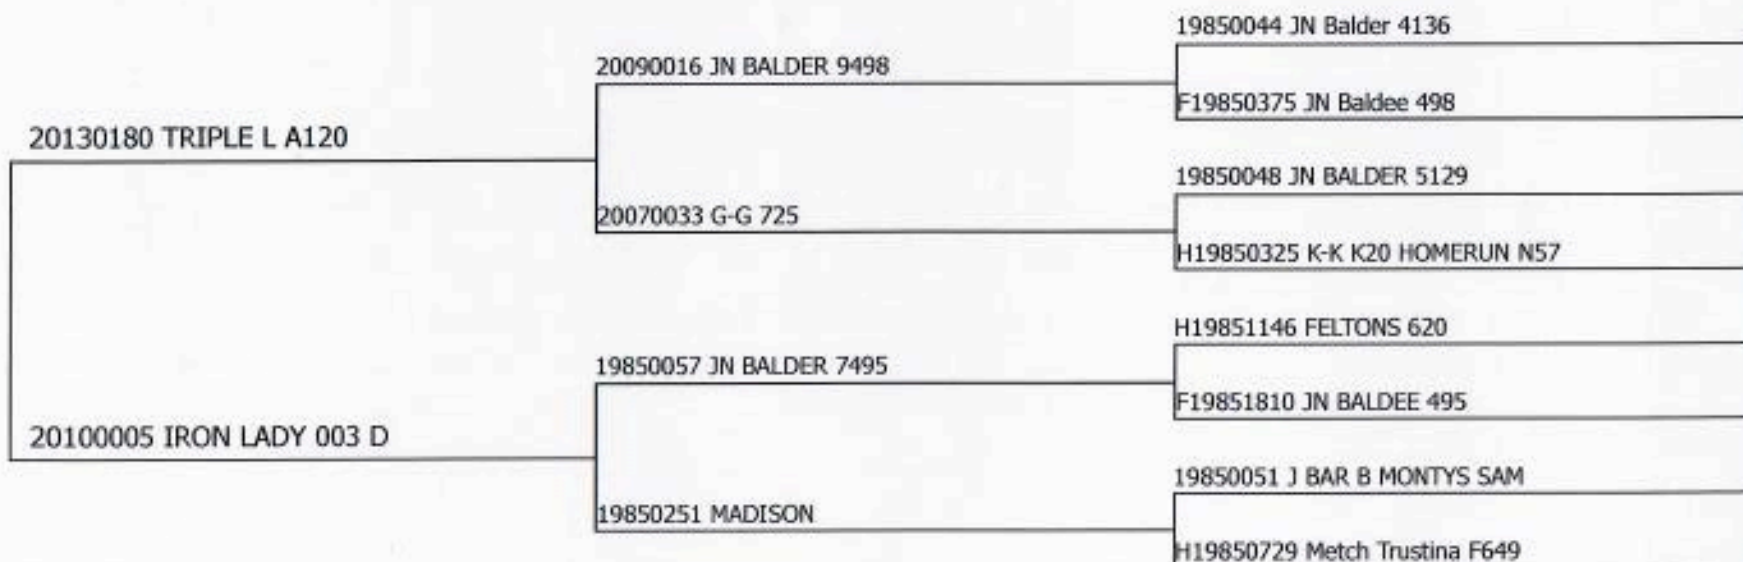 19850044 JN Balder 4136
20090016 JN BALDER 9498
F19850375 JN Baldee 498
20130180 TRIPLE L A120
19850048 JN BALDER 5129
20070033 G-G 725
H19850325 K-K K20 HOMERUN N57
H19851146 FELTONS 620
19850057 JN BALDER 7495
F19851810 JN BALDEE 495
20100005 IRON LADY 003 D
19850051 J BAR B MONTYS SAM
19850251 MADISON
H19850729 Metch Trustina F649